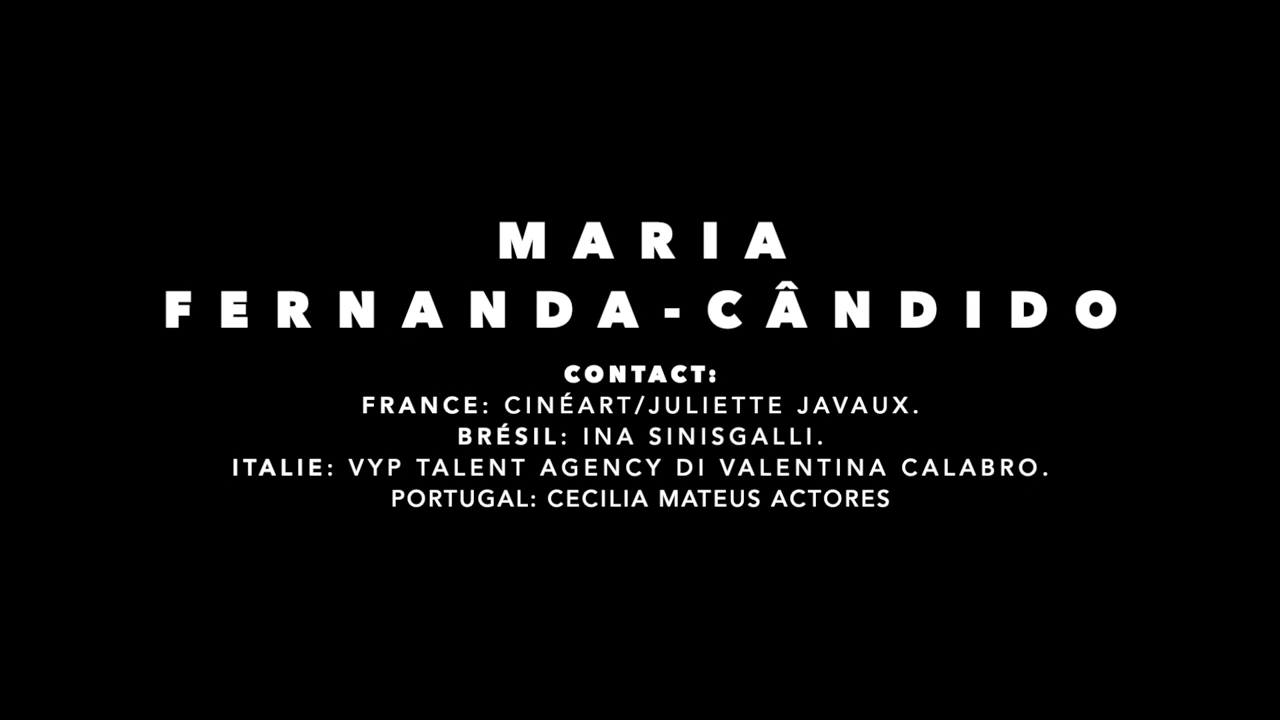 MARIA
FERNANDA-CÂNDIDO
CONTACT:
FRANCE: CINÉART/JULIETTE JAVAUX.
BRÉSIL: INA SINISGALLI.
ITALIE: VYP TALENT AGENCY DI VALENTINA CALABRO.
PORTUGAL: CECILIA MATEUS ACTORES